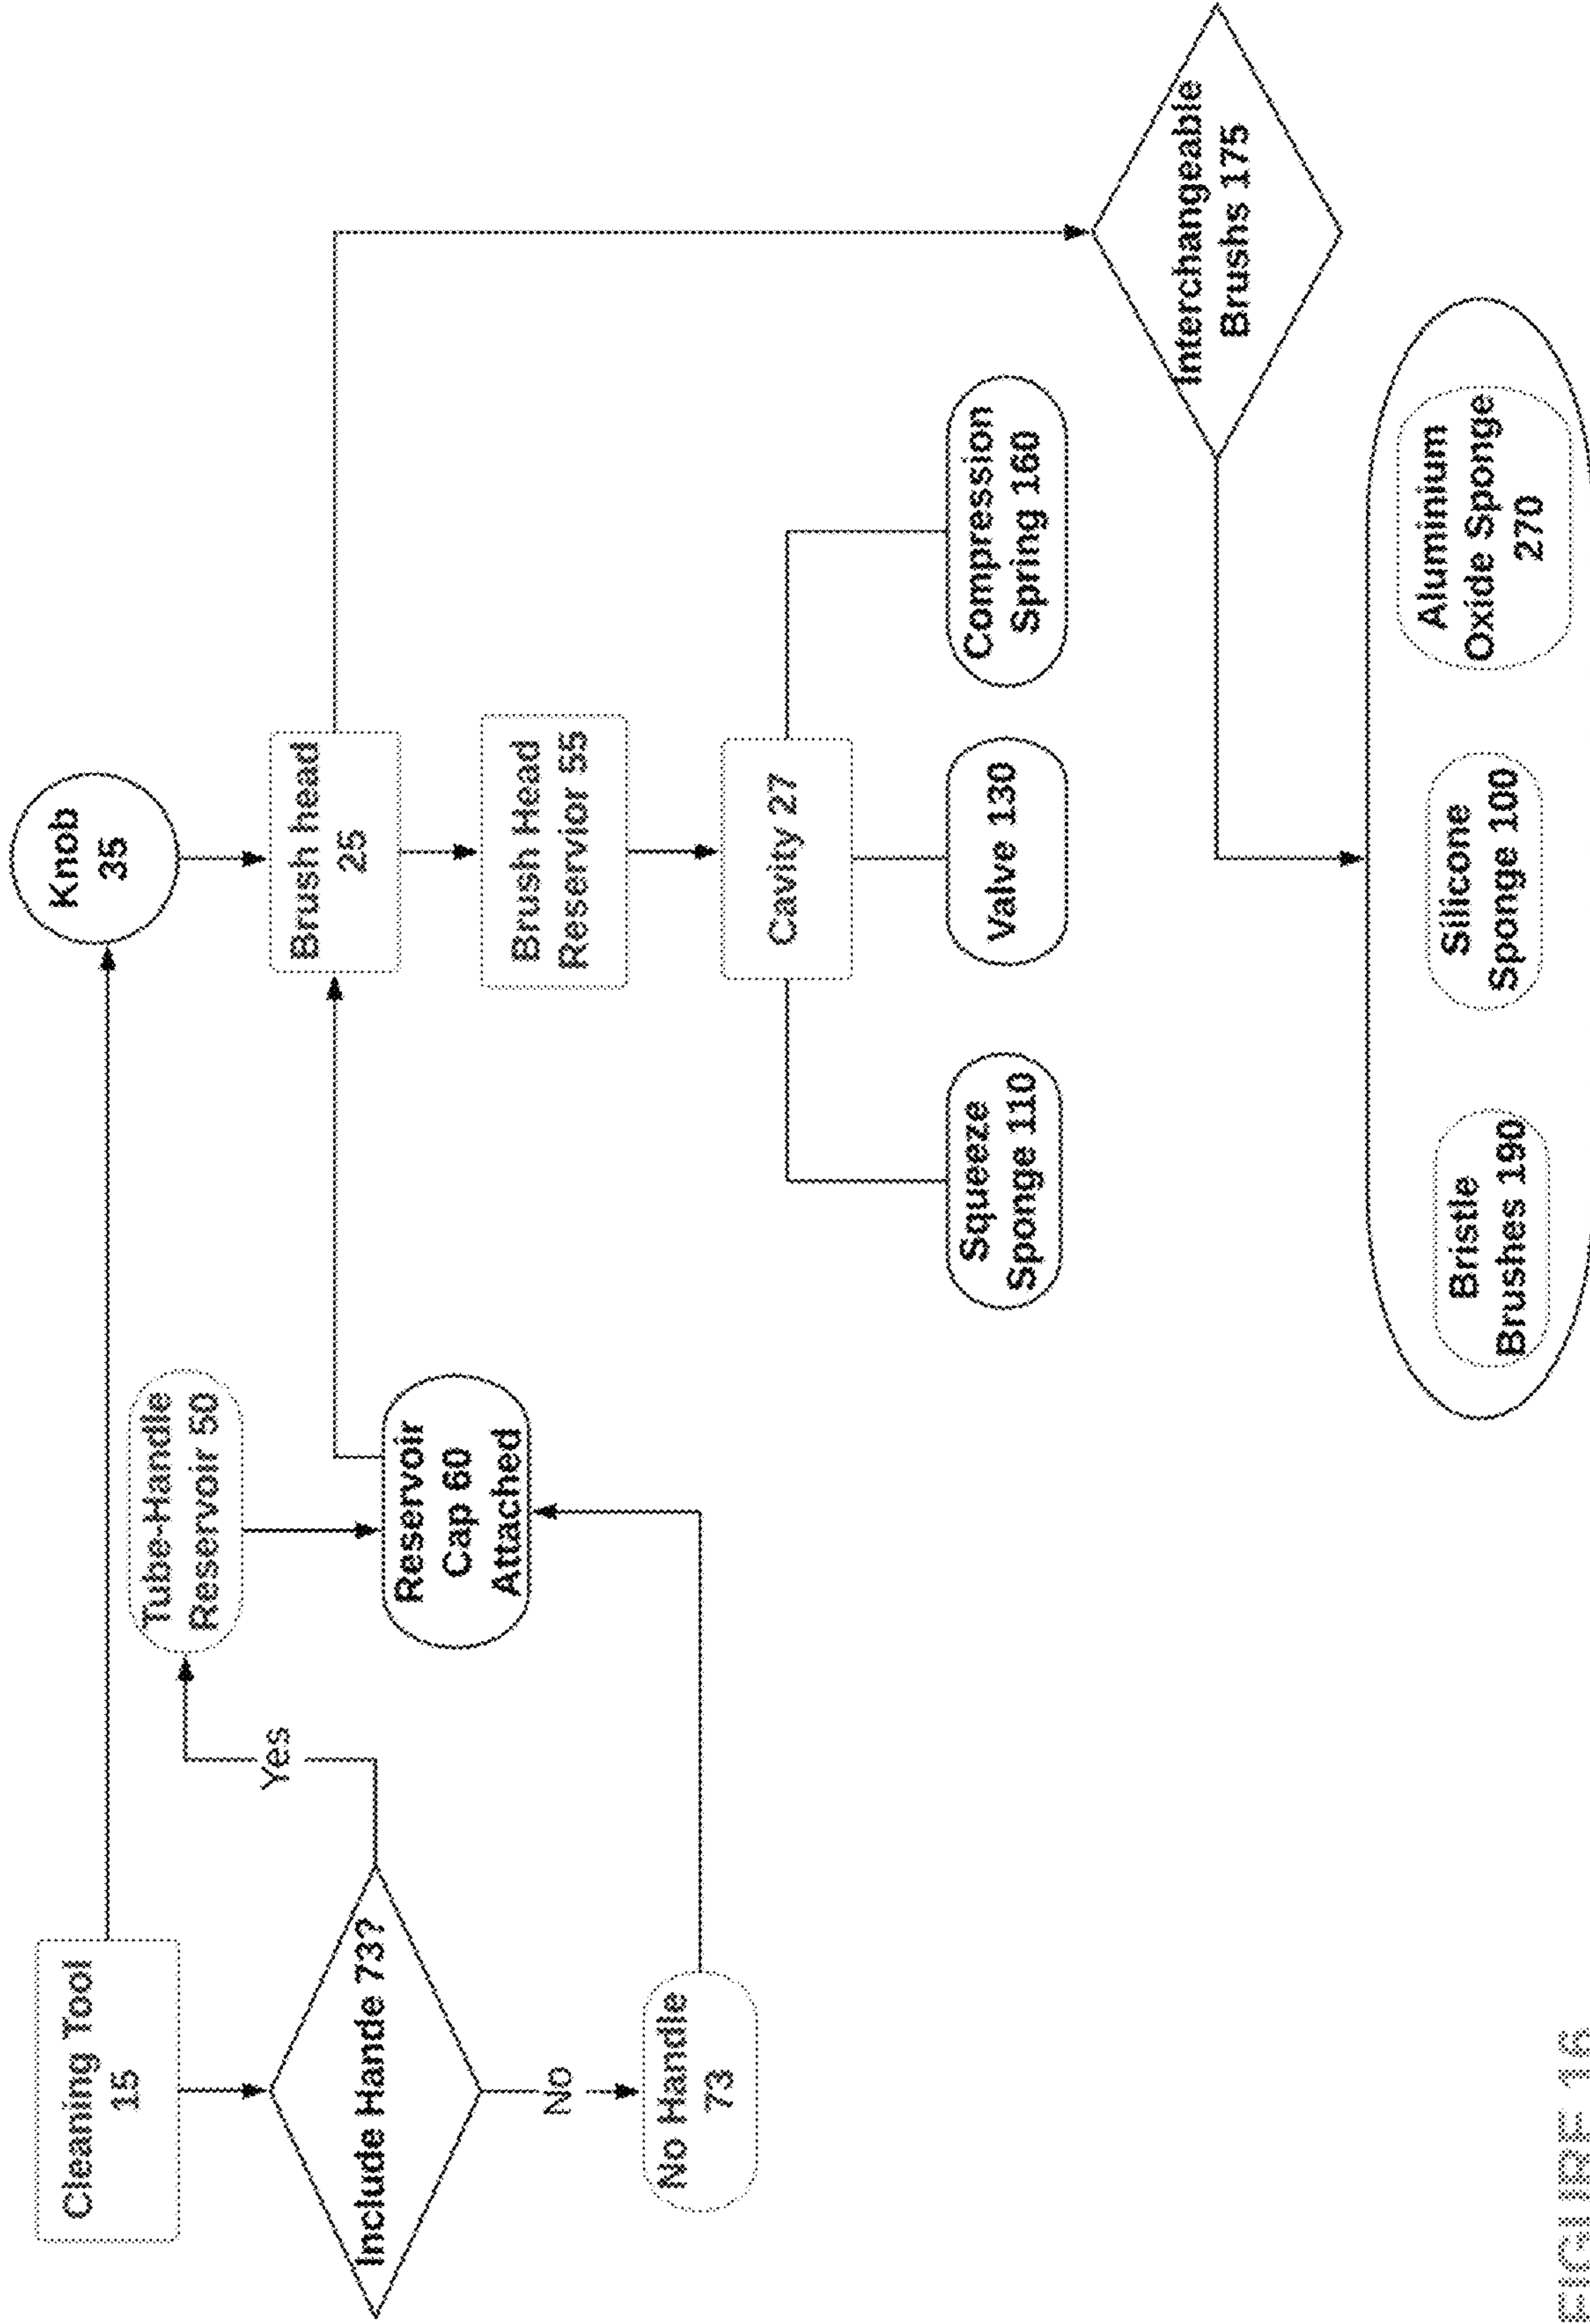 Cleaning Tool
15
Knob
35
Tube-Handle
Reservoir 50
Yes
Include Hande 73?
Reservoir
Cap 60
Attached
Brush head
25
Brush Head
Reservior 55
No
No Handle
73
Cavity 27
Squeeze
Sponge 110
Valve 130
Compression
Spring 160
Interchangeable
Brushs 175
Bristle
Brushes 190
Silicone
Sponge 100
Aluminium
Oxide Sponge
270
FIGURE 1A